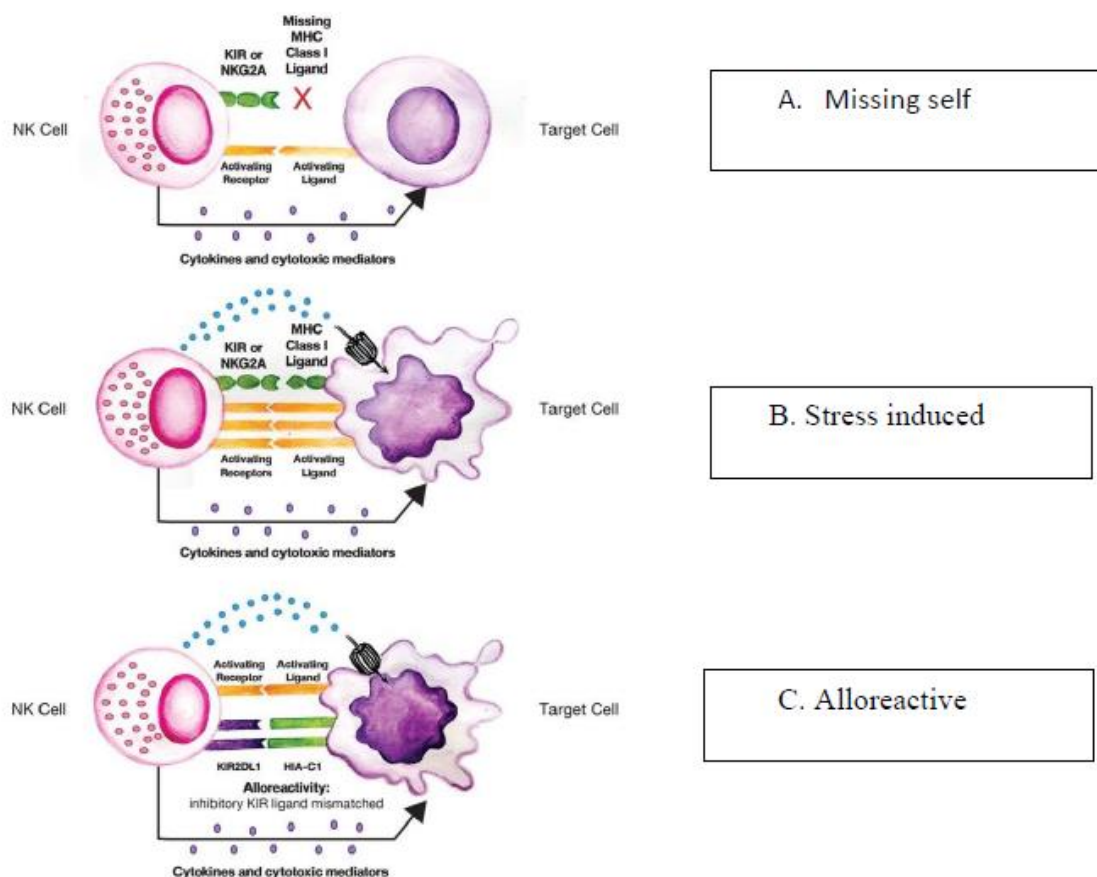 Missing
MHC
Class I
Ligand
KIR or
NKG2A
X
NK Cell
Target Cell
Activating
Receptor
Activating
Ligand
Cytokines and cytotoxic mediators
A. Missing self
MHC
Class I
Ligand
KIR or
NKG2A
NK Cell
Target Cell
Activating
Receptors
Activating
Ligand
Cytokines and cytotoxic mediators
B. Stress induced
Activating
Receptor
Activating
Ligand
NK Cell
Target Cell
KIR2DL1
HIA-C1
Alloreactivity:
inhibitory KIR ligand mismatched
Cytokines and cytotoxic mediators
C. Alloreactive